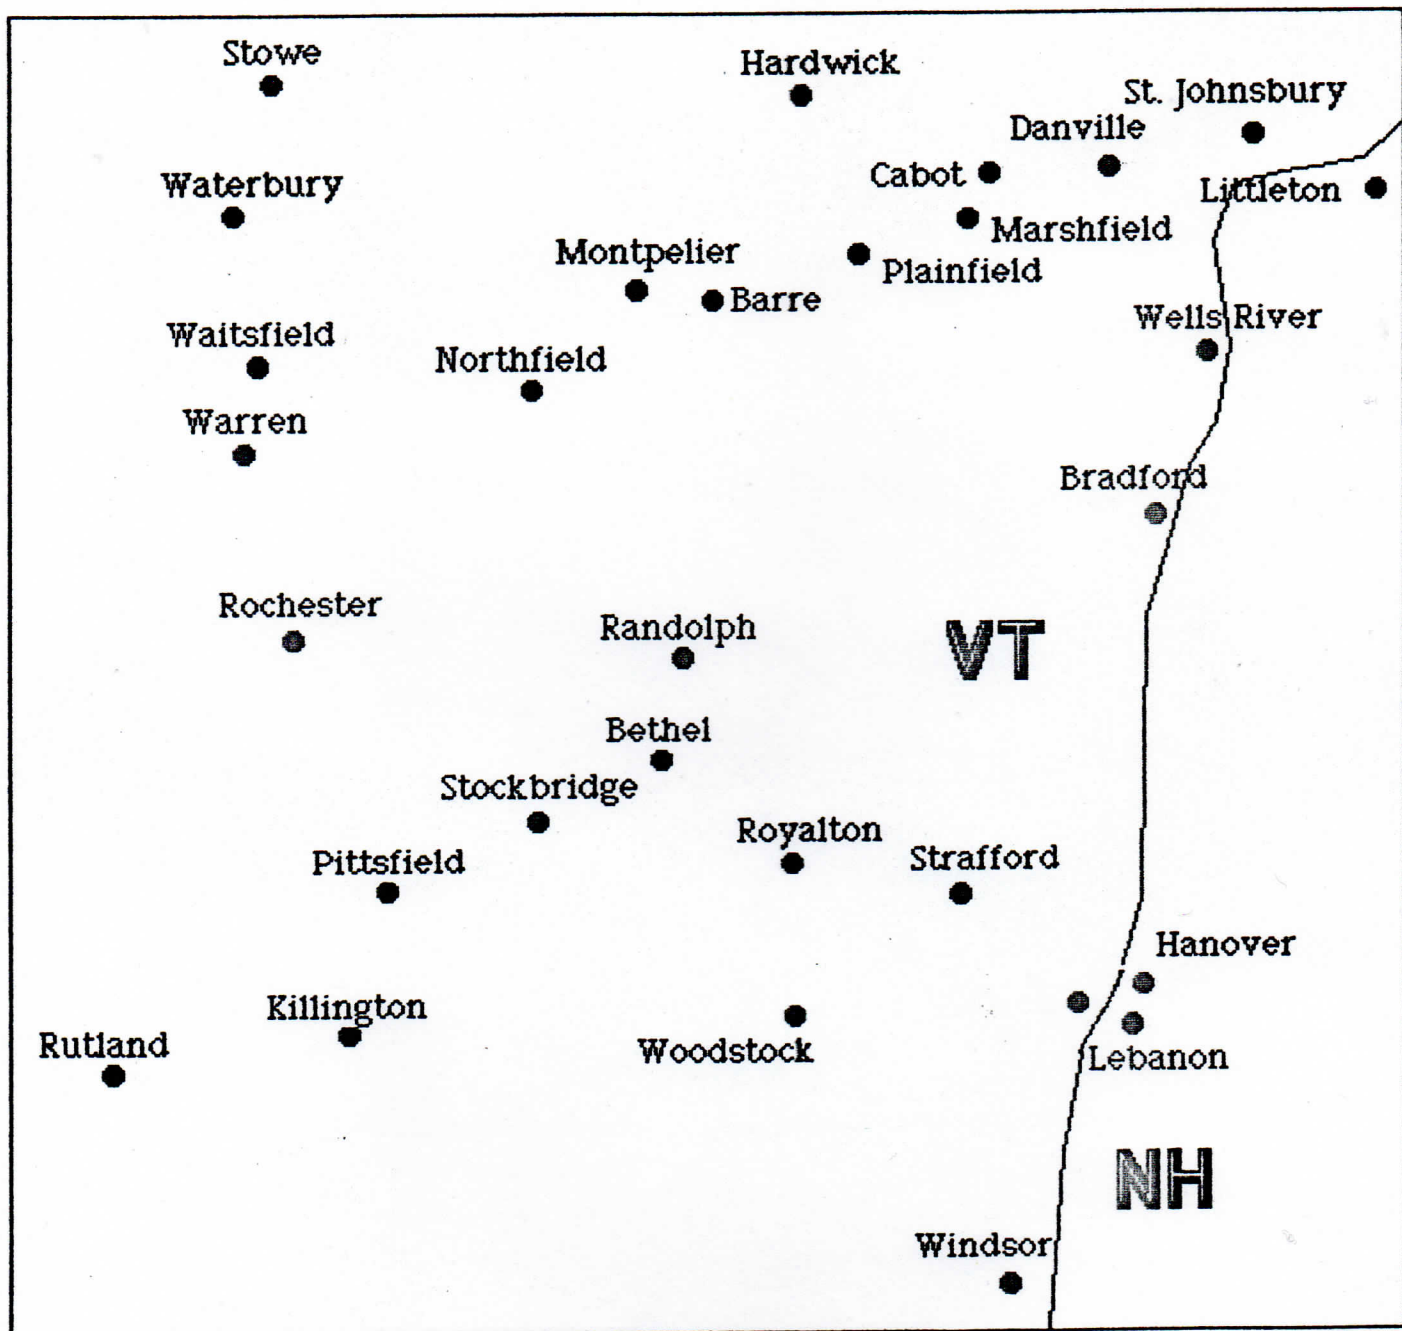 Stowe
Hardwick
St. Johnsbury
Danville
Cabot
Waterbury
Littleton
Marshfield
Montpelier
Plainfield
Barre
Wells River
Waitsfield
Northfield
Warren
Bradford
Rochester
Randolph
VT
Bethel
Stockbridge
Royalton
Strafford
Pittsfield
Hanover
Killington
Rutland
Woodstock
Lebanon
NH
Windsor